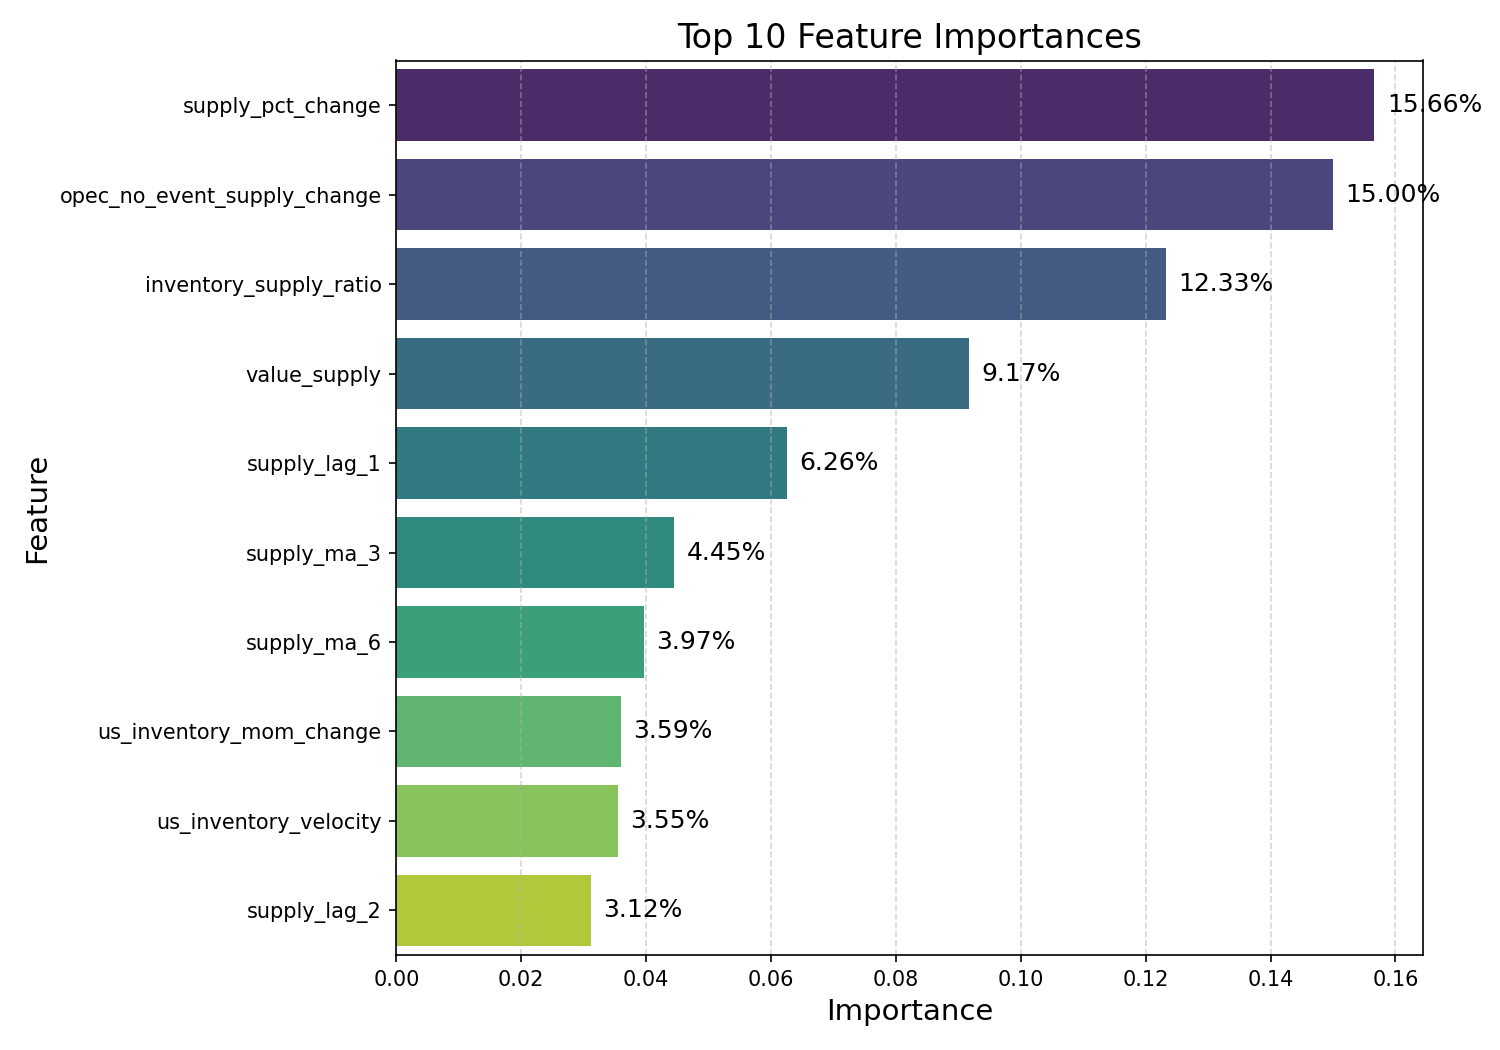 Top 10 Feature Importances
supply_pct_change
15.66%
opec_no_event_supply_change
15.00%
inventory_supply_ratio
12.33%
value_supply
9.17%
supply_lag_1
6.26%
supply_ma_3
4.45%
supply_ma_6
3.97%
us_inventory_mom_change
3.59%
us_inventory_velocity
3.55%
supply_lag_2
3.12%
Feature
0.00 0.02 0.04 0.06 0.08 0.10 0.12 0.14 0.16
Importance